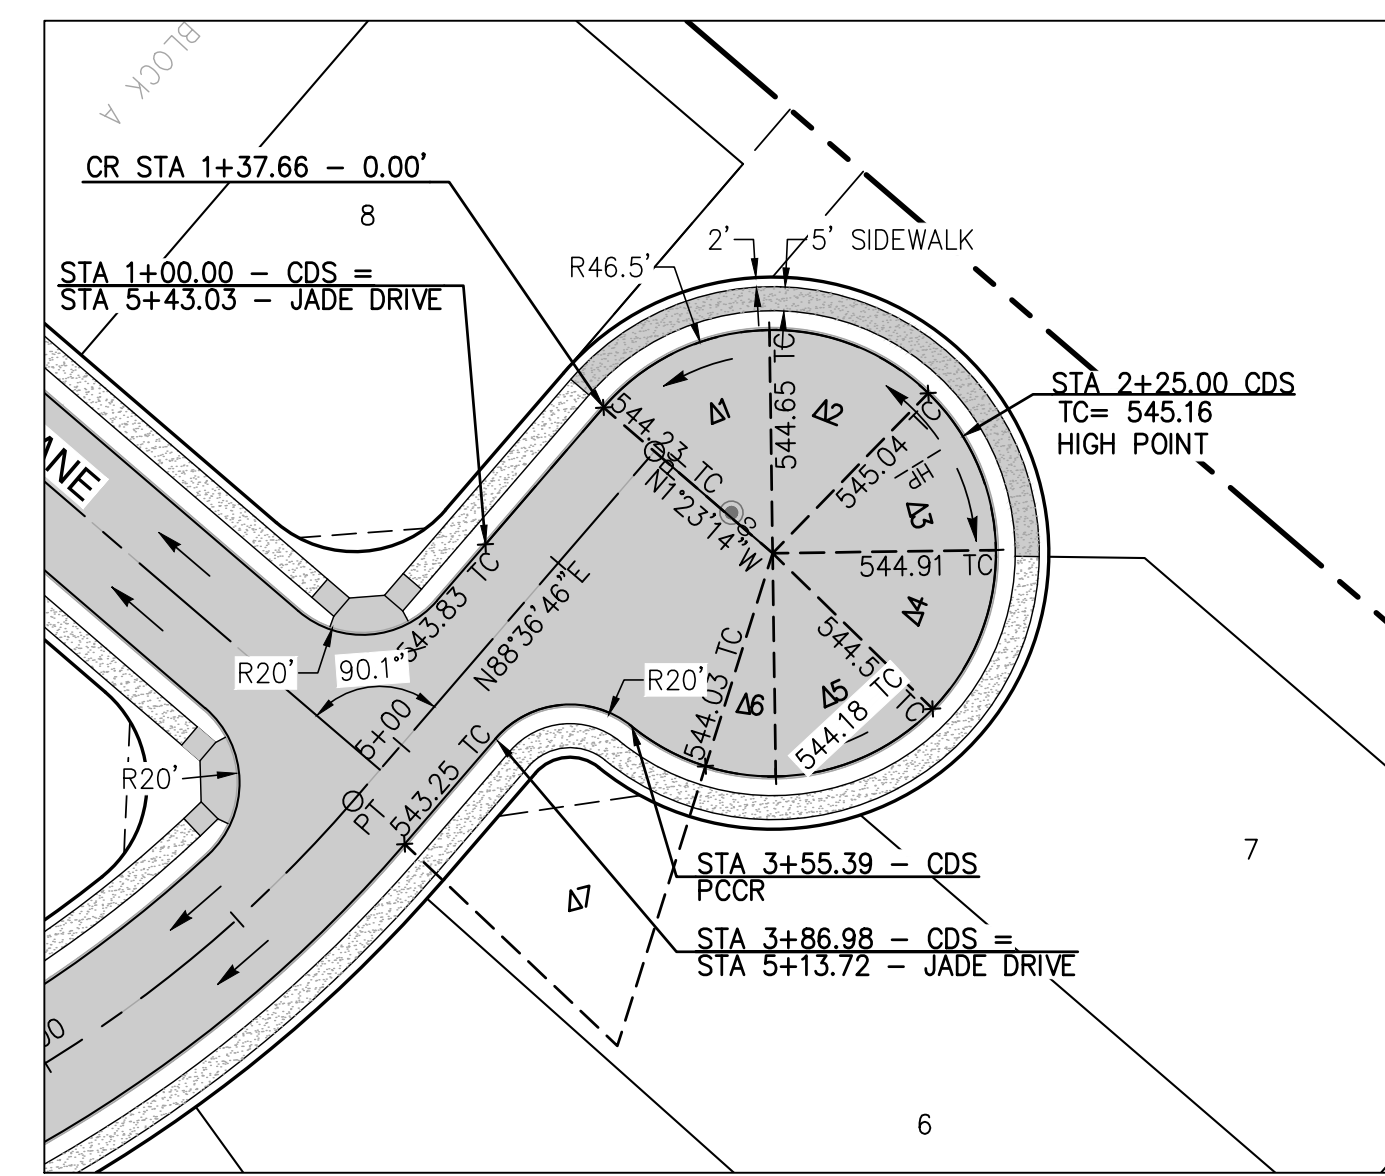 BLOCK A
CR STA 1+37.66 – 0.00'
8
STA 1+00.00 – CDS =
STA 5+43.03 – JADE DRIVE
2'
5' SIDEWALK
R46.5'
STA 2+25.00 CDS
TC= 545.16
HIGH POINT
ANE
544.23 TC
544.65 TC
Δ1
Δ2
545.04 TC
HP
Δ3
N1°23'14"W
544.91 TC
Δ4
543.83 TC
N88°36'46"E
544.5 TC
R20'
90.1°
R20'
544.03 TC
Δ6
Δ5
544.18 TC
5+00
R20'
PT
543.25 TC
STA 3+55.39 – CDS
PCCR
7
Δ7
STA 3+86.98 – CDS =
STA 5+13.72 – JADE DRIVE
6